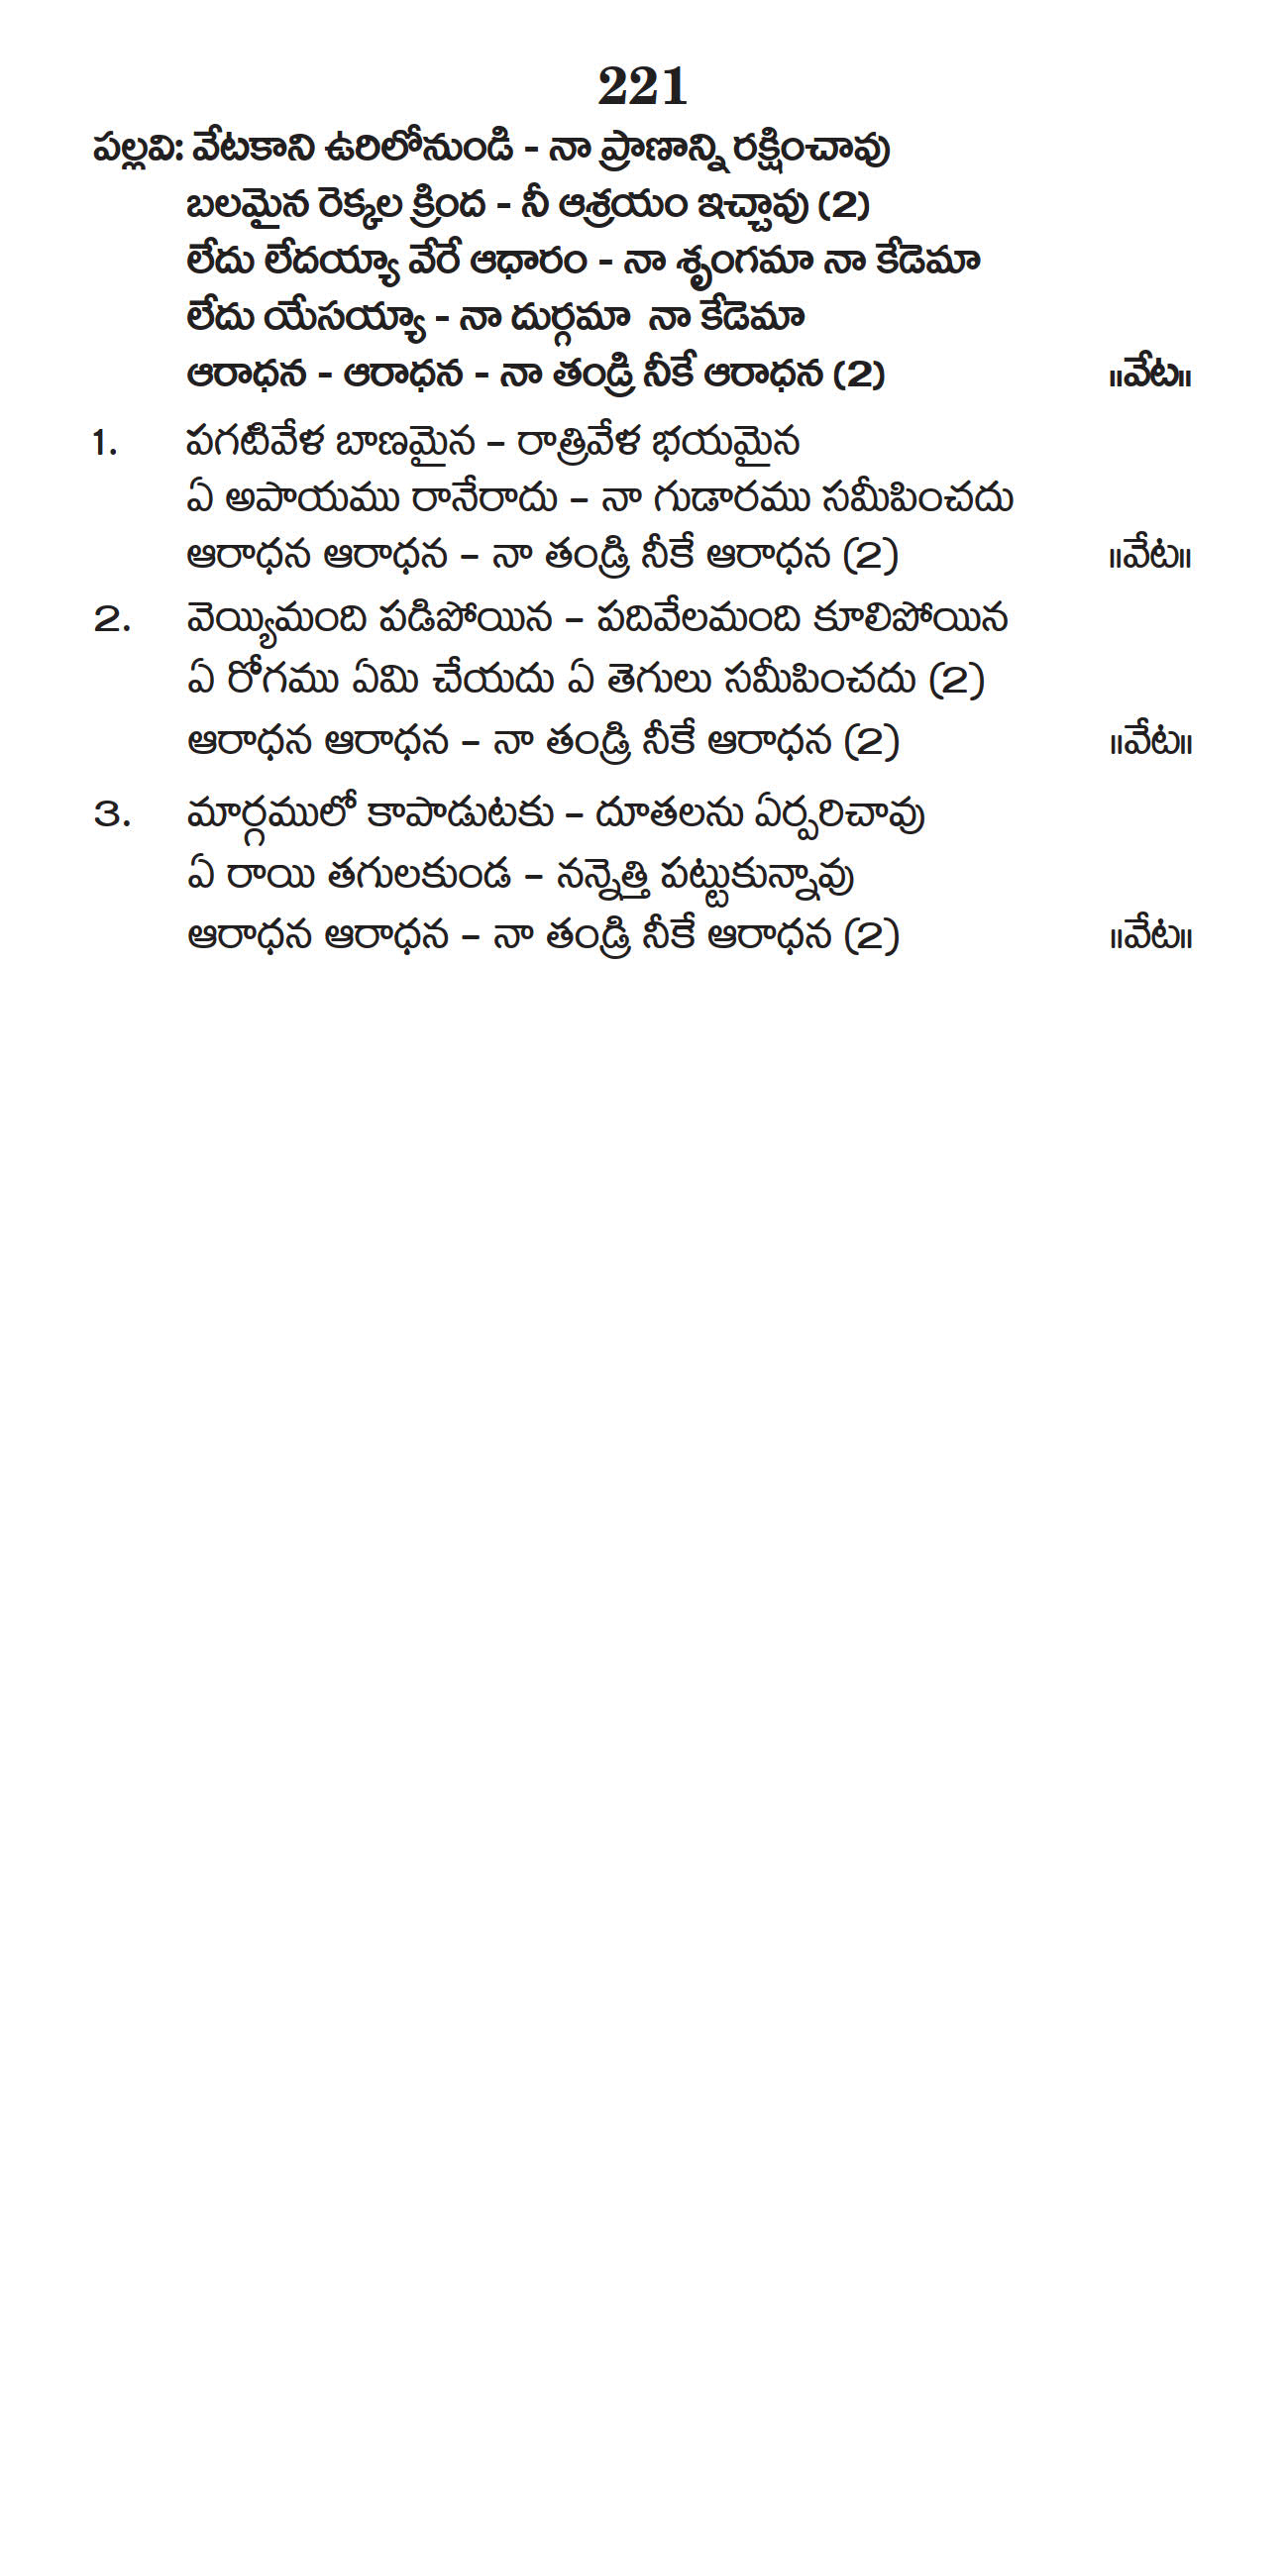 221
పల్లవి: వేటకాని ఉరిలోనుండి - నా ప్రాణాన్ని రక్షించావు
బలమైన రెక్కల క్రింద - నీ ఆశ్రయం ఇచ్చావు (2)
లేదు లేదయ్యా వేరే ఆధారం - నా శృంగమా నా కేడెమా
లేదు యేసయ్యా - నా దుర్గమా నా కేడెమా
ఆరాధన - ఆరాధన - నా తండ్రి నీకే ఆరాధన (2) ॥వేట॥
1. పగటివేళ బాణమైన – రాత్రివేళ భయమైన
ఏ అపాయము రానేరాదు – నా గుడారము సమీపించదు
ఆరాధన ఆరాధన – నా తండ్రి నీకే ఆరాధన (2) ॥వేట॥
2. వెయ్యిమంది పడిపోయిన – పదివేలమంది కూలిపోయిన
ఏ రోగము ఏమి చేయదు ఏ తెగులు సమీపించదు (2)
ఆరాధన ఆరాధన – నా తండ్రి నీకే ఆరాధన (2) ॥వేట॥
3. మార్గములో కాపాడుటకు – దూతలను ఏర్పరిచావు
ఏ రాయి తగులకుండ – నన్నెత్తి పట్టుకున్నావు
ఆరాధన ఆరాధన – నా తండ్రి నీకే ఆరాధన (2) ॥వేట॥